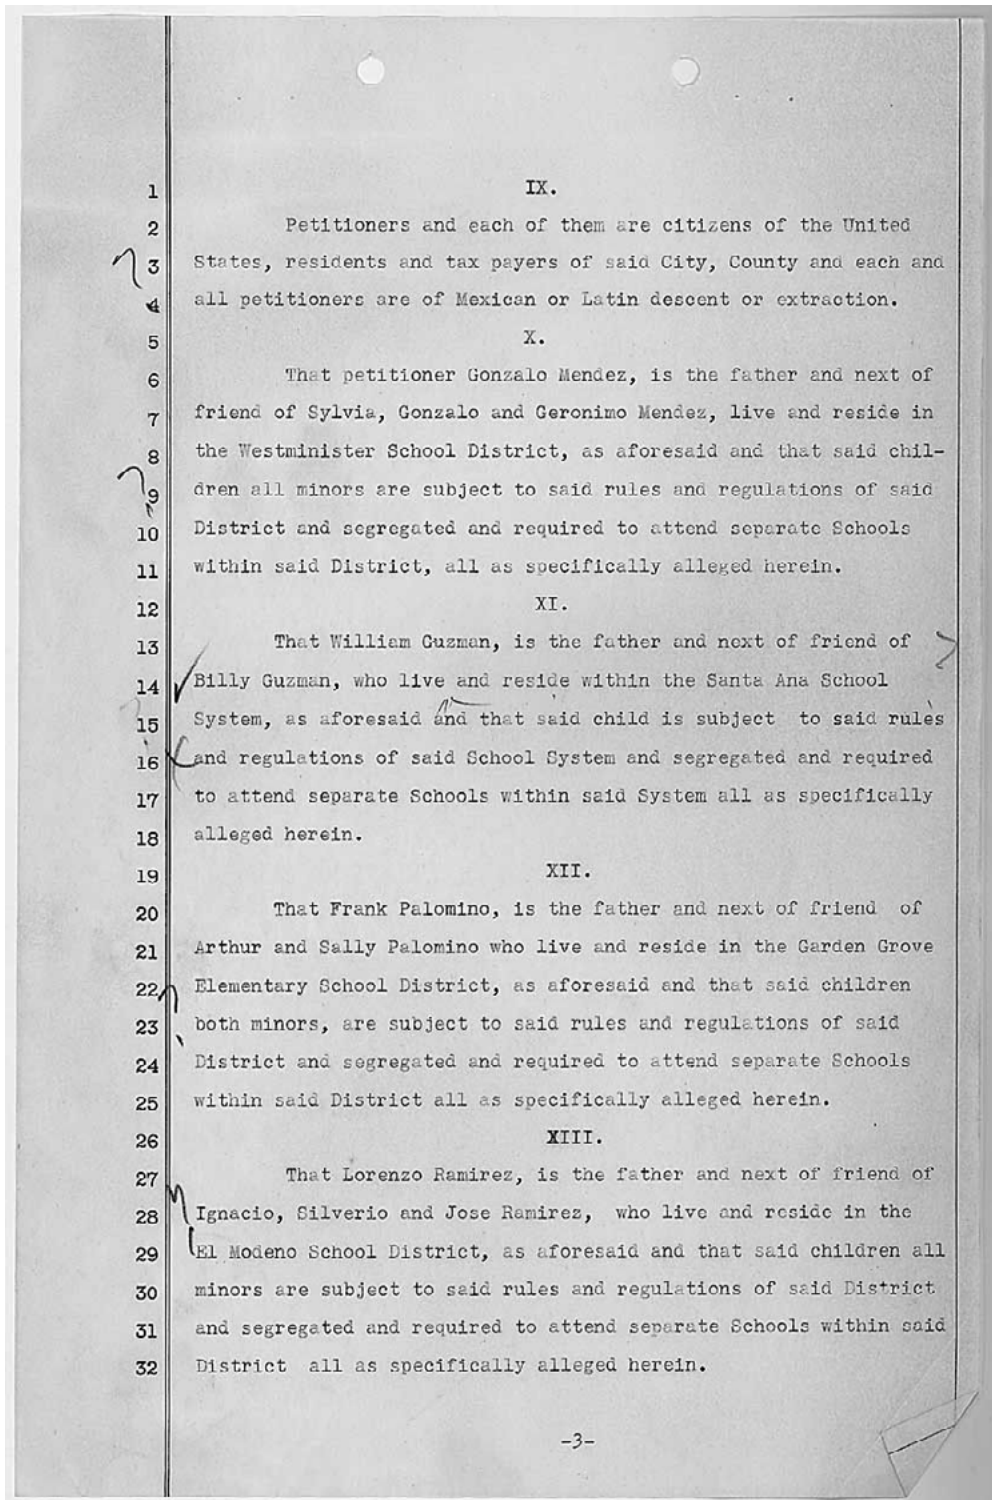 1 IX.
2 Petitioners and each of them are citizens of the United
3 States, residents and tax payers of said City, County and each and
4 all petitioners are of Mexican or Latin descent or extraction.
5 X.
6 That petitioner Gonzalo Mendez, is the father and next of
7 friend of Sylvia, Gonzalo and Geronimo Mendez, live and reside in
8 the Westminister School District, as aforesaid and that said chil-
9 dren all minors are subject to said rules and regulations of said
10 District and segregated and required to attend separate Schools
11 within said District, all as specifically alleged herein.
12 XI.
13 That William Guzman, is the father and next of friend of
14 Billy Guzman, who live and reside within the Santa Ana School
15 System, as aforesaid and that said child is subject to said rules
16 and regulations of said School System and segregated and required
17 to attend separate Schools within said System all as specifically
18 alleged herein.
19 XII.
20 That Frank Palomino, is the father and next of friend of
21 Arthur and Sally Palomino who live and reside in the Garden Grove
22 Elementary School District, as aforesaid and that said children
23 both minors, are subject to said rules and regulations of said
24 District and segregated and required to attend separate Schools
25 within said District all as specifically alleged herein.
26 XIII.
27 That Lorenzo Ramirez, is the father and next of friend of
28 Ignacio, Silverio and Jose Ramirez, who live and reside in the
29 El Modeno School District, as aforesaid and that said children all
30 minors are subject to said rules and regulations of said District
31 and segregated and required to attend separate Schools within said
32 District all as specifically alleged herein.
-3-